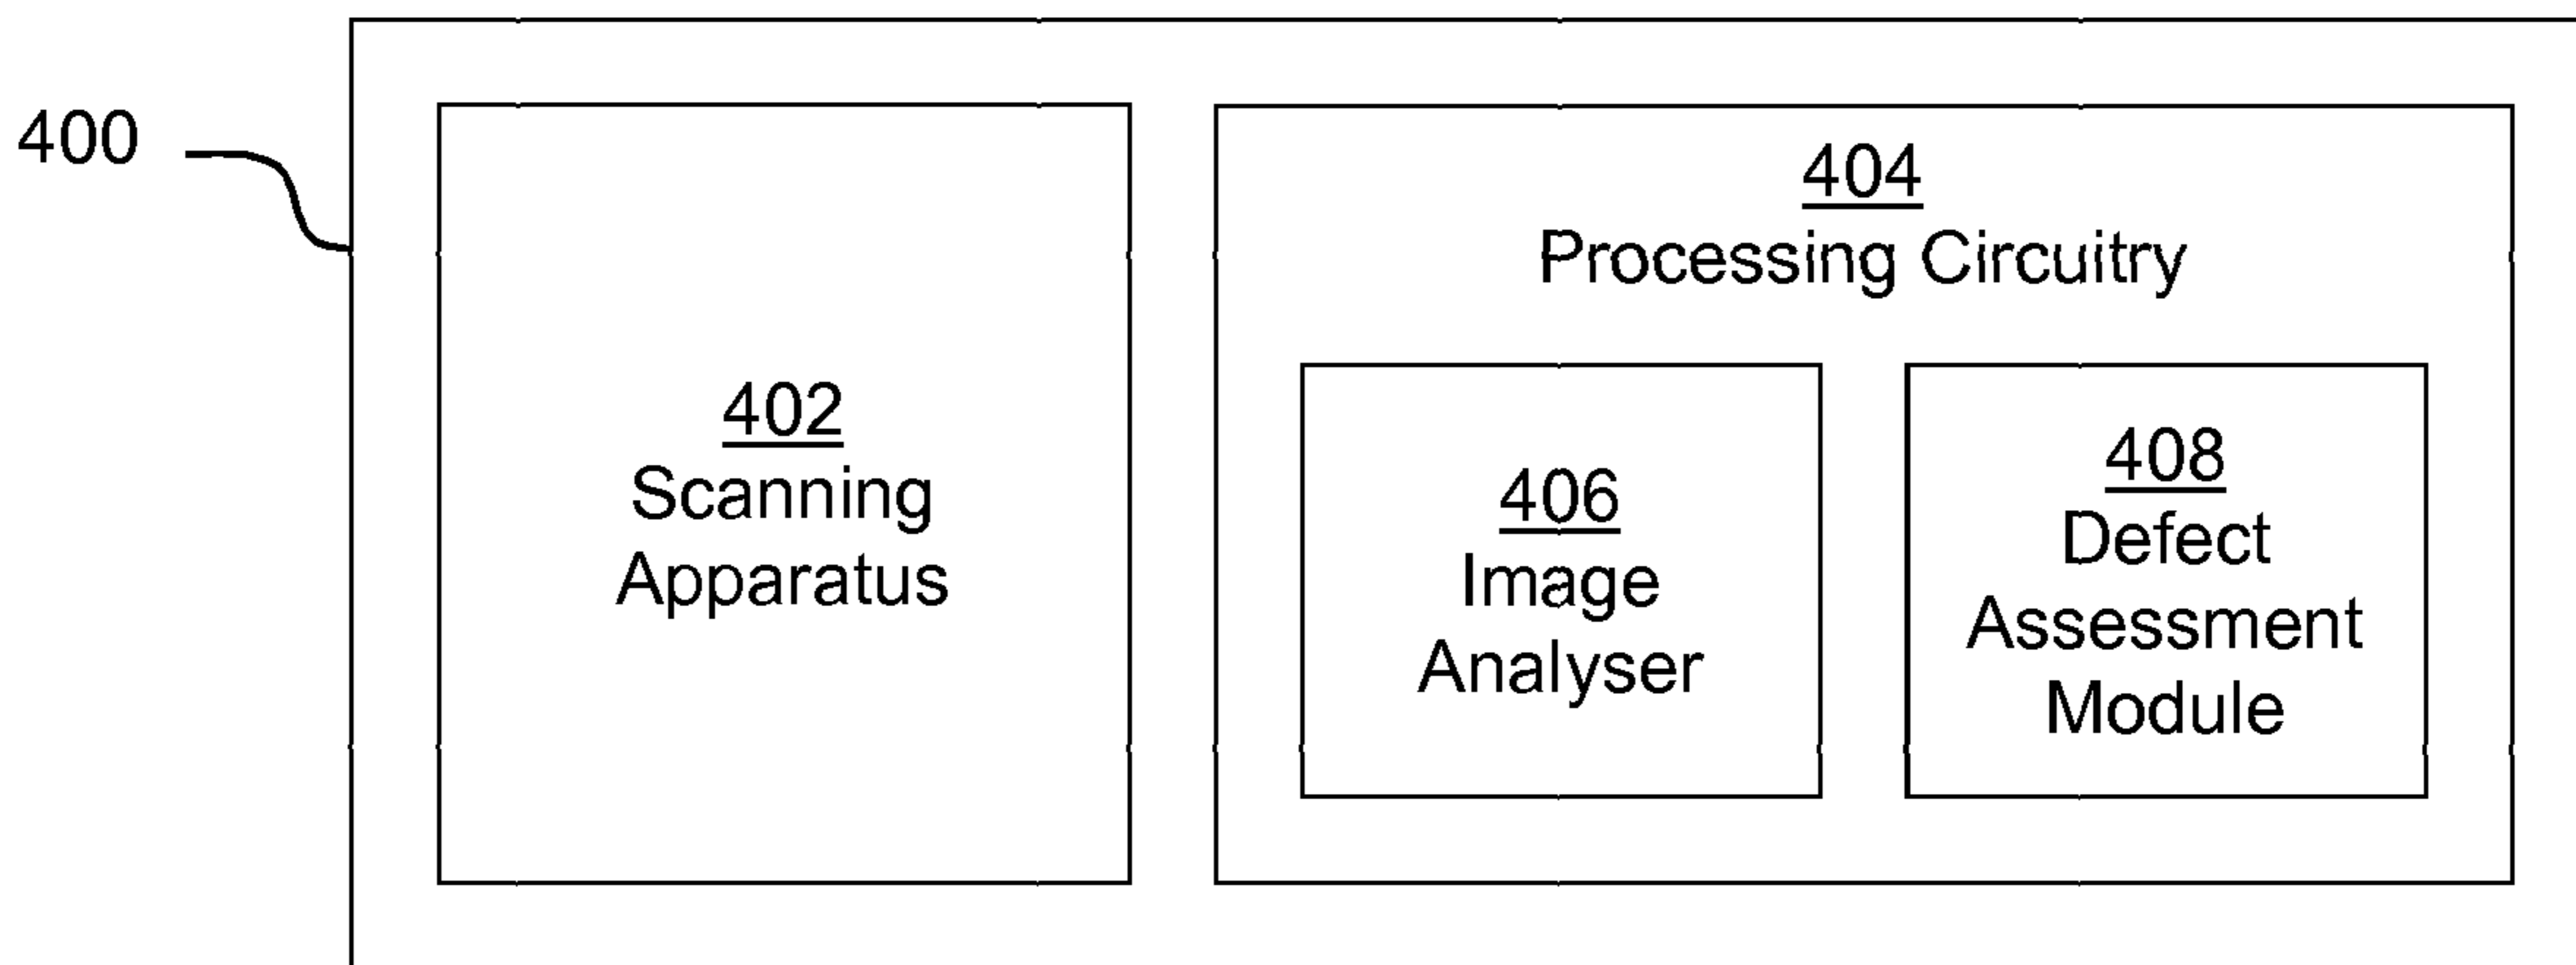 400
402
Scanning
Apparatus
404
Processing Circuitry
406
Image
Analyser
408
Defect
Assessment
Module